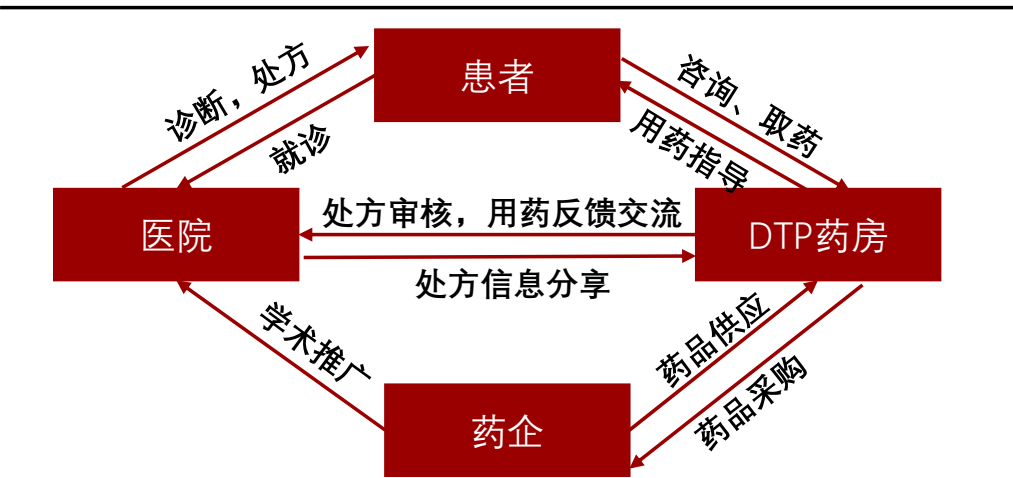 患者
诊断，处方
咨询、取药
就诊
用药指导
医院
处方审核，用药反馈交流
DTP药房
处方信息分享
学术推广
药品供应
药品采购
药企